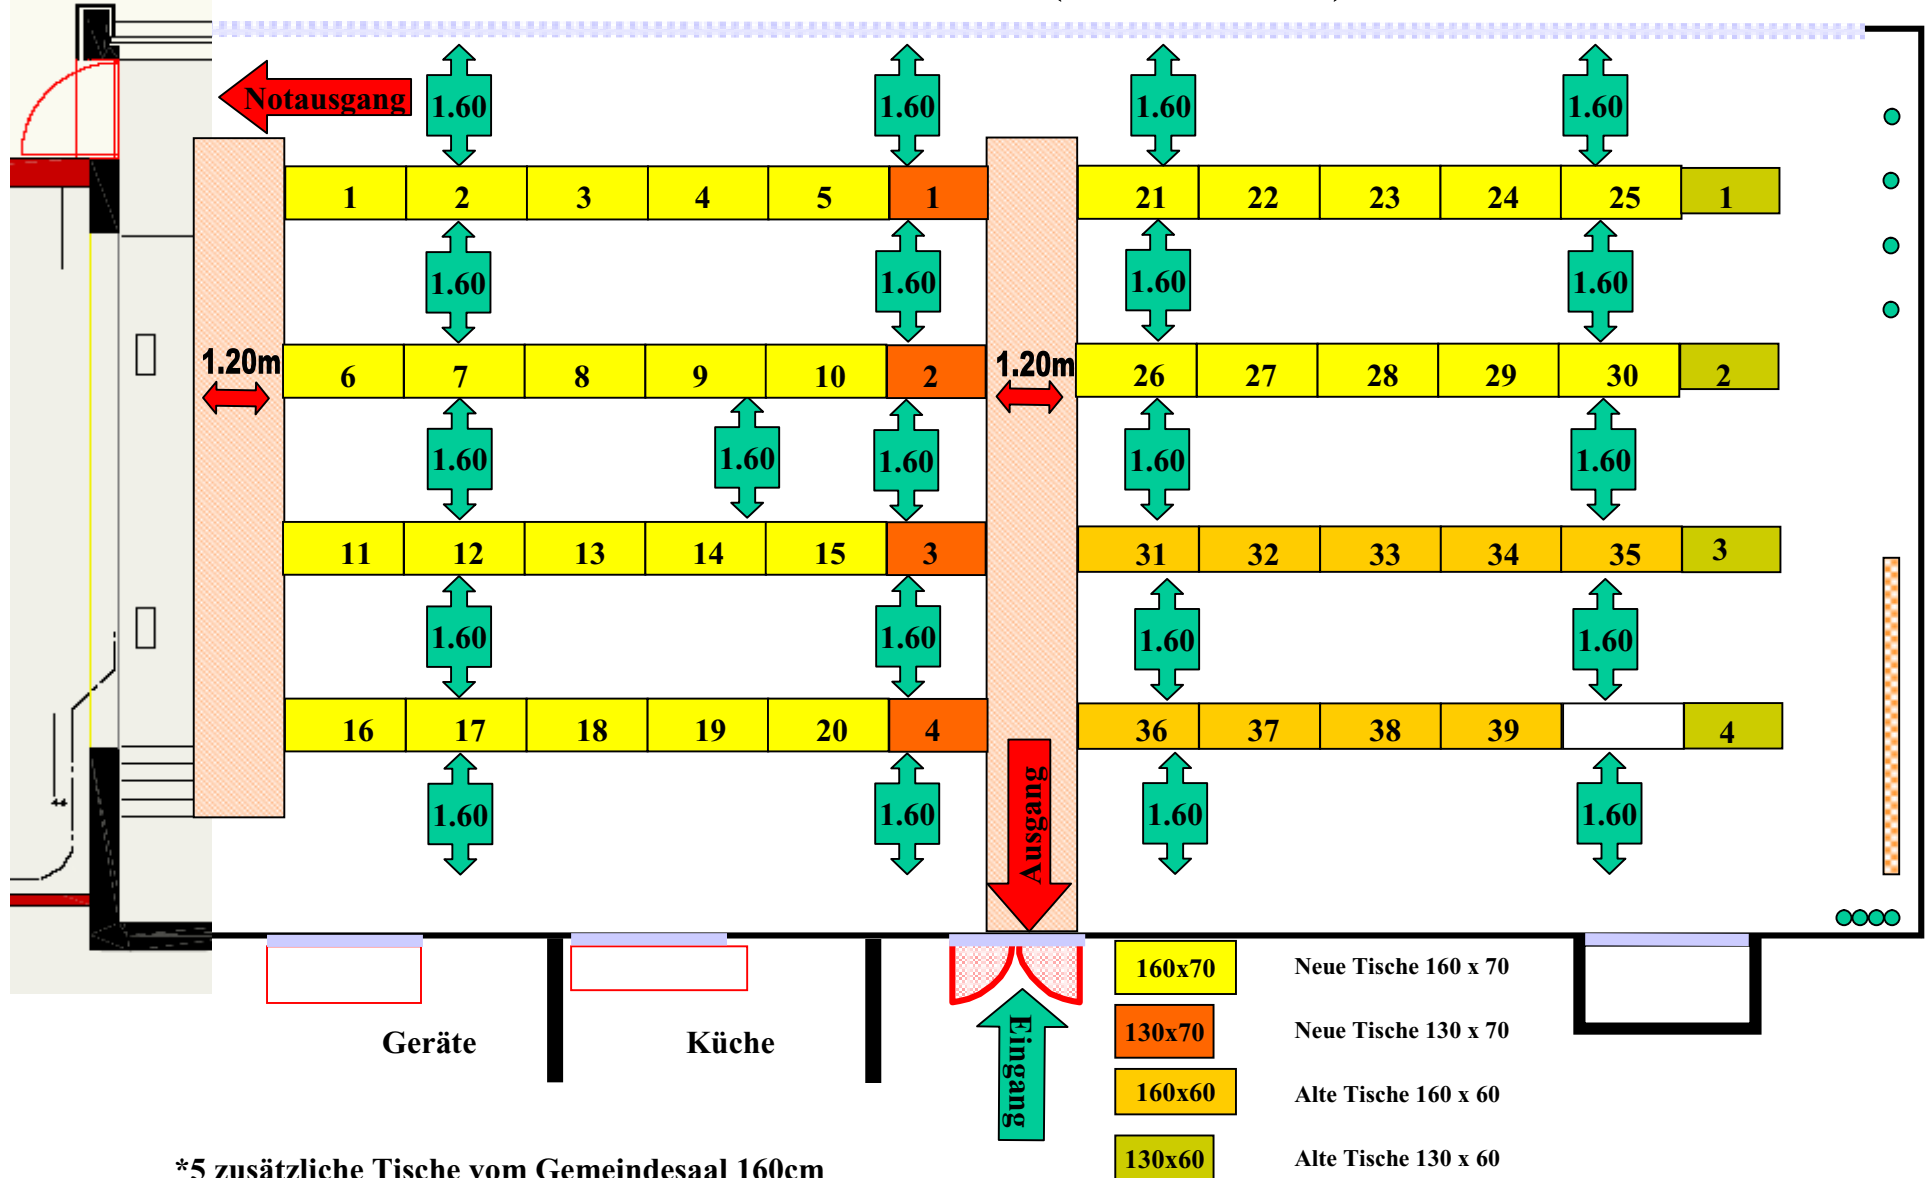 Notausgang
1.60 1.60 1.60 1.60
1 2 3 4 5 1 21 22 23 24 25 1
1.60 1.60 1.60 1.60
1.20m 6 7 8 9 10 2 1.20m 26 27 28 29 30 2
1.60 1.60 1.60 1.60 1.60
11 12 13 14 15 3 31 32 33 34 35 3
1.60 1.60 1.60 1.60
16 17 18 19 20 4 36 37 38 39 4
1.60 1.60 1.60 1.60
Ausgang
160x70 Neue Tische 160 x 70
130x70 Neue Tische 130 x 70
Geräte Küche
Eingang
160x60 Alte Tische 160 x 60
130x60 Alte Tische 130 x 60
*5 zusätzliche Tische vom Gemeindesaal 160cm